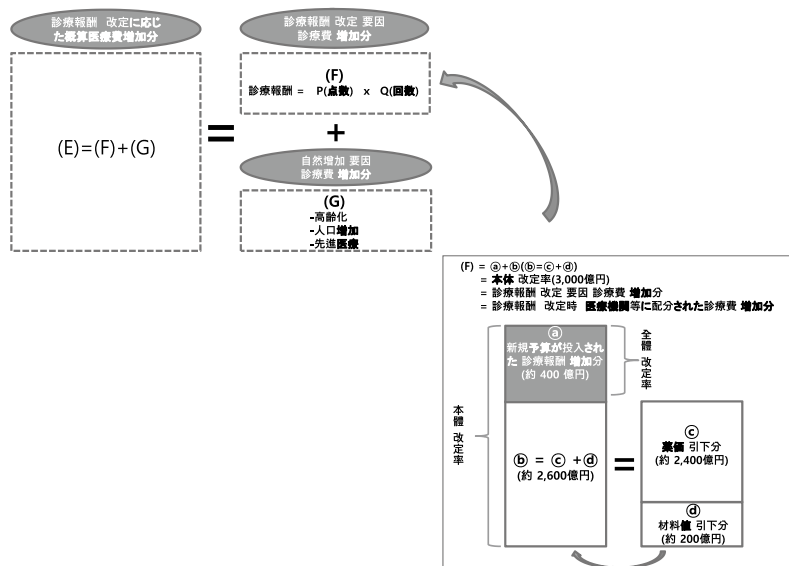 診療報酬 改定に応じ
た概算医療費増加分
(E)=(F)+(G)
=
診療報酬 改定 要因
診療費 増加分
(F)
診療報酬 = P(点数) x Q(回数)
+
自然増加 要因
診療費 増加分
(G)
-高齢化
-人口増加
-先進医療
(F) = ⓐ+ⓑ(ⓑ=ⓒ+ⓓ)
= 本体 改定率(3,000億円)
= 診療報酬 改定 要因 診療費 増加分
= 診療報酬 改定時 医療機関等に配分された診療費 増加分
ⓐ
新規予算が投入され
た 診療報酬 増加分
(約 400 億円)
全體 改定率
本體 改定率
ⓑ = ⓒ +ⓓ
(約 2,600億円)
=
ⓒ
薬価 引下分
(約 2,400億円)
ⓓ
材料値 引下分
(約 200億円)